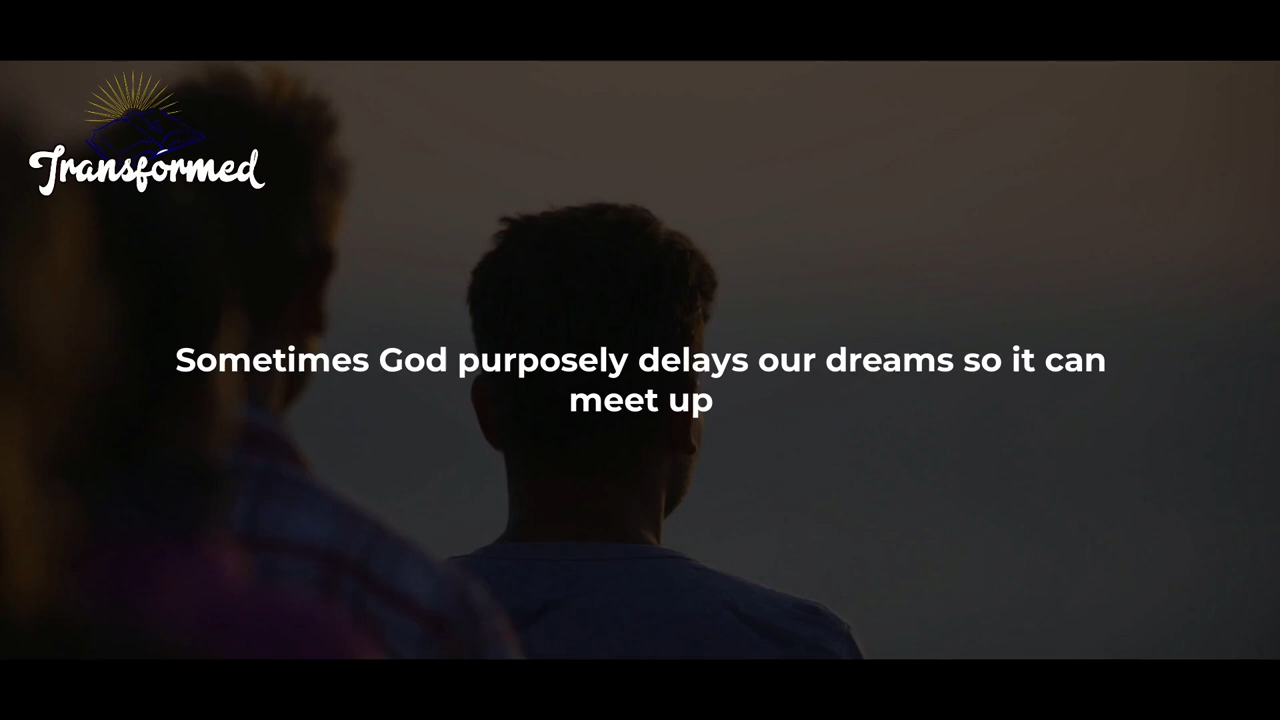 Transformed
Sometimes God purposely delays our dreams so it can
meet up